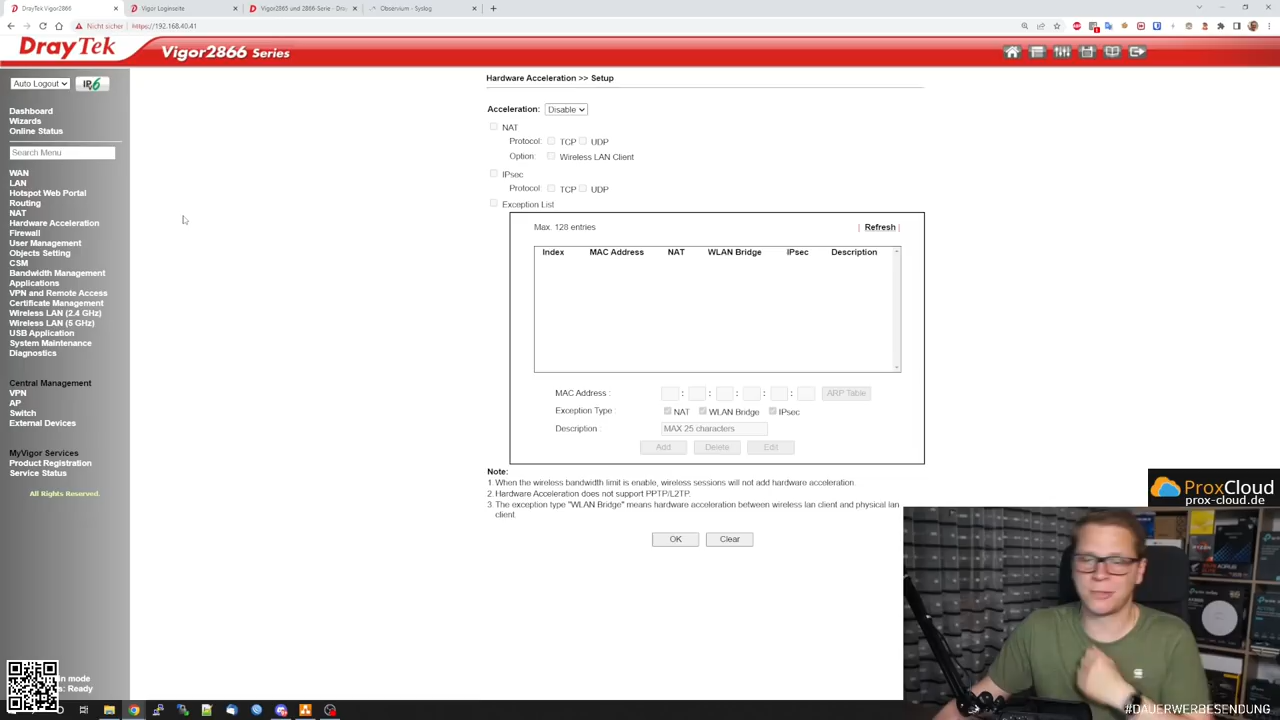 DrayTek Vigor2866
Vigor Loginseite
Vigor2865 und 2866-Serie - Dra
Observium - Syslog
Nicht sicher
https://192.168.40.41
DrayTek
Vigor2866 Series
Auto Logout
IPv6
Dashboard
Wizards
Online Status
Search Menu
WAN
LAN
Hotspot Web Portal
Routing
NAT
Hardware Acceleration
Firewall
User Management
Objects Setting
CSM
Bandwidth Management
Applications
VPN and Remote Access
Certificate Management
Wireless LAN (2.4 GHz)
Wireless LAN (5 GHz)
USB Application
System Maintenance
Diagnostics
Central Management
VPN
AP
Switch
External Devices
MyVigor Services
Product Registration
Service Status
All Rights Reserved.
in mode
s: Ready
Hardware Acceleration >> Setup
Acceleration: Disable
NAT
Protocol: TCP UDP
Option: Wireless LAN Client
IPsec
Protocol: TCP UDP
Exception List
Max. 128 entries
| Refresh |
Index MAC Address NAT WLAN Bridge IPsec Description
MAC Address : : : : : : ARP Table
Exception Type : NAT WLAN Bridge IPsec
Description : MAX 25 characters
Add Delete Edit
Note:
1. When the wireless bandwidth limit is enable, wireless sessions will not add hardware acceleration.
2. Hardware Acceleration does not support PPTP/L2TP.
3. The exception type "WLAN Bridge" means hardware acceleration between wireless lan client and physical lan
client.
OK Clear
ProxCloud
prox-cloud.de
RYZEN
AORUS
#DAUERWERBESENDUNG